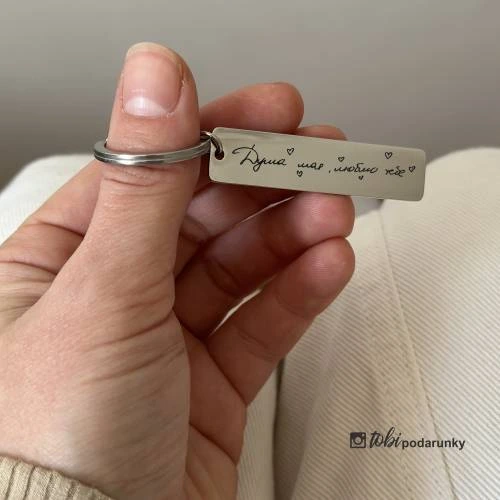 Душа моя, люблю тебе
tobi podarunky